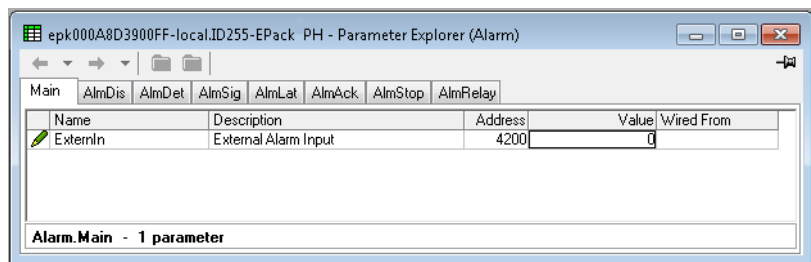 epk000A8D3900FF-local.ID255-EPack PH - Parameter Explorer (Alarm)
Main AlmDis AlmDet AlmSig AlmLat AlmAck AlmStop AlmRelay
Name Description Address Value Wired From
ExternIn External Alarm Input 4200 0
Alarm.Main - 1 parameter